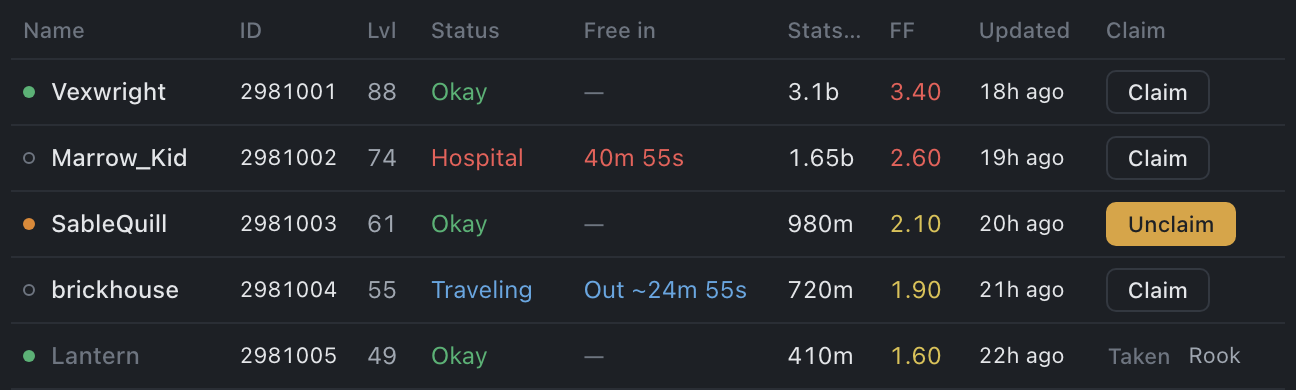 Name ID Lvl Status Free in Stats... FF Updated Claim
Vexwright 2981001 88 Okay — 3.1b 3.40 18h ago Claim
Marrow_Kid 2981002 74 Hospital 40m 55s 1.65b 2.60 19h ago Claim
SableQuill 2981003 61 Okay — 980m 2.10 20h ago Unclaim
brickhouse 2981004 55 Traveling Out ~24m 55s 720m 1.90 21h ago Claim
Lantern 2981005 49 Okay — 410m 1.60 22h ago Taken Rook